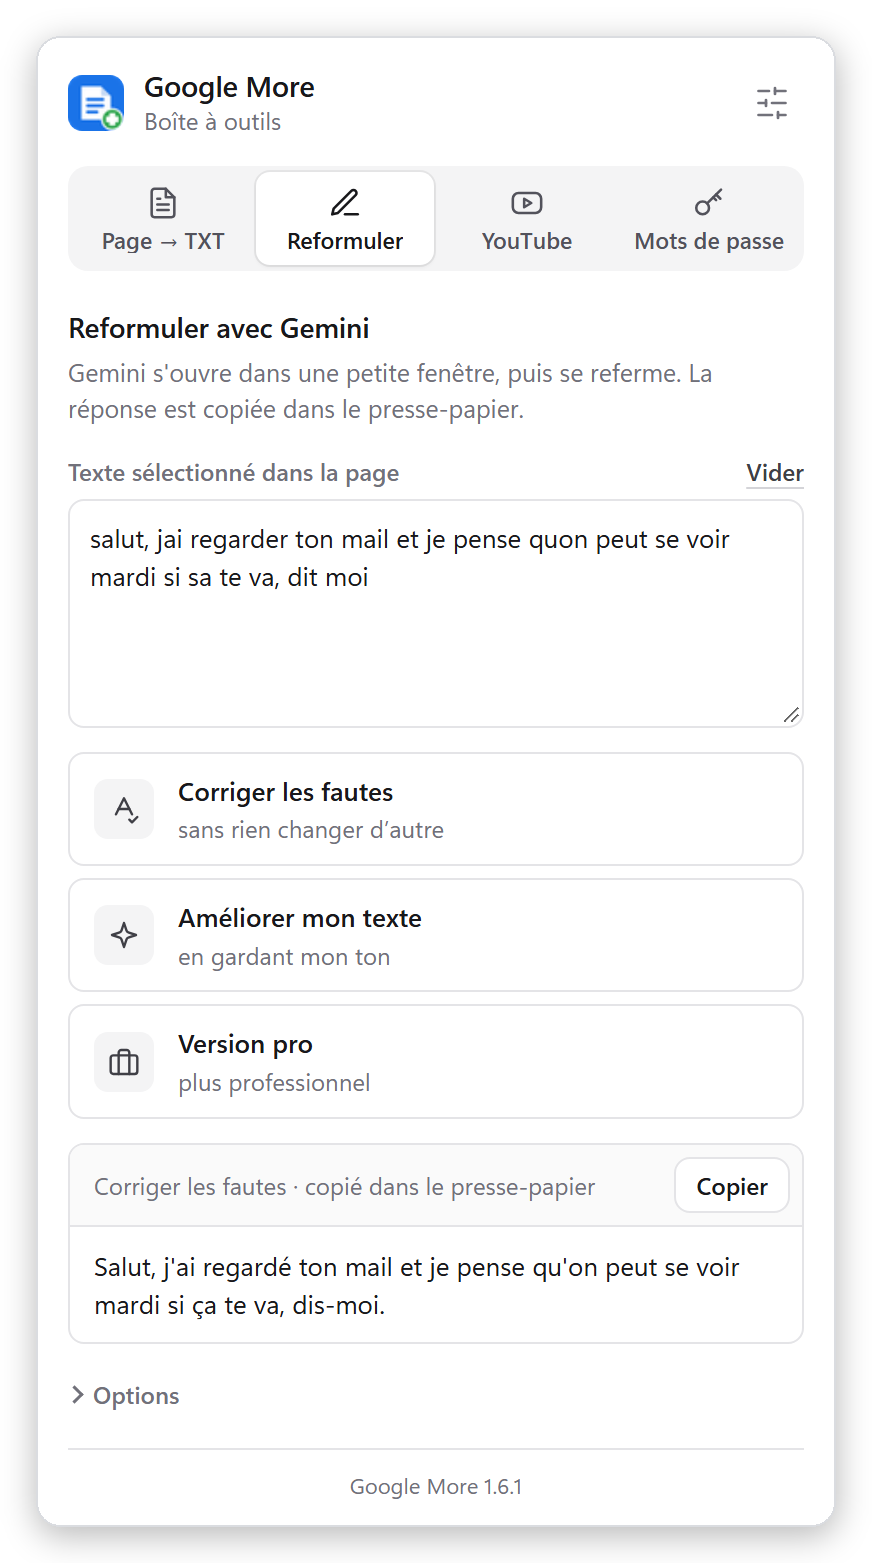 Google More
Boîte à outils
Page → TXT
Reformuler
YouTube
Mots de passe
Reformuler avec Gemini
Gemini s'ouvre dans une petite fenêtre, puis se referme. La
réponse est copiée dans le presse-papier.
Texte sélectionné dans la page
Vider
salut, jai regarder ton mail et je pense quon peut se voir
mardi si sa te va, dit moi
Corriger les fautes
sans rien changer d’autre
Améliorer mon texte
en gardant mon ton
Version pro
plus professionnel
Corriger les fautes · copié dans le presse-papier
Copier
Salut, j'ai regardé ton mail et je pense qu'on peut se voir
mardi si ça te va, dis-moi.
Options
Google More 1.6.1